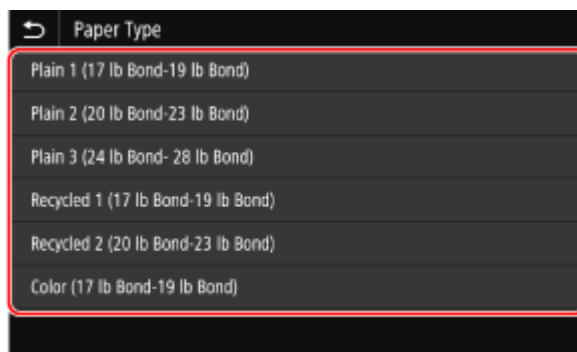 Paper Type
Plain 1 (17 lb Bond-19 lb Bond)
Plain 2 (20 lb Bond-23 lb Bond)
Plain 3 (24 lb Bond- 28 lb Bond)
Recycled 1 (17 lb Bond-19 lb Bond)
Recycled 2 (20 lb Bond-23 lb Bond)
Color (17 lb Bond-19 lb Bond)